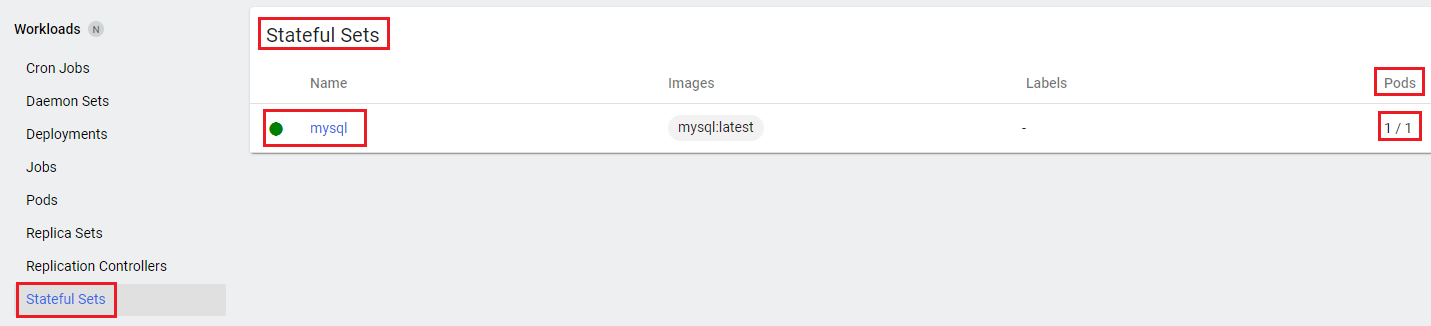 Workloads N
Cron Jobs
Daemon Sets
Deployments
Jobs
Pods
Replica Sets
Replication Controllers
Stateful Sets
Stateful Sets
Name Images Labels Pods
mysql mysql:latest - 1 / 1